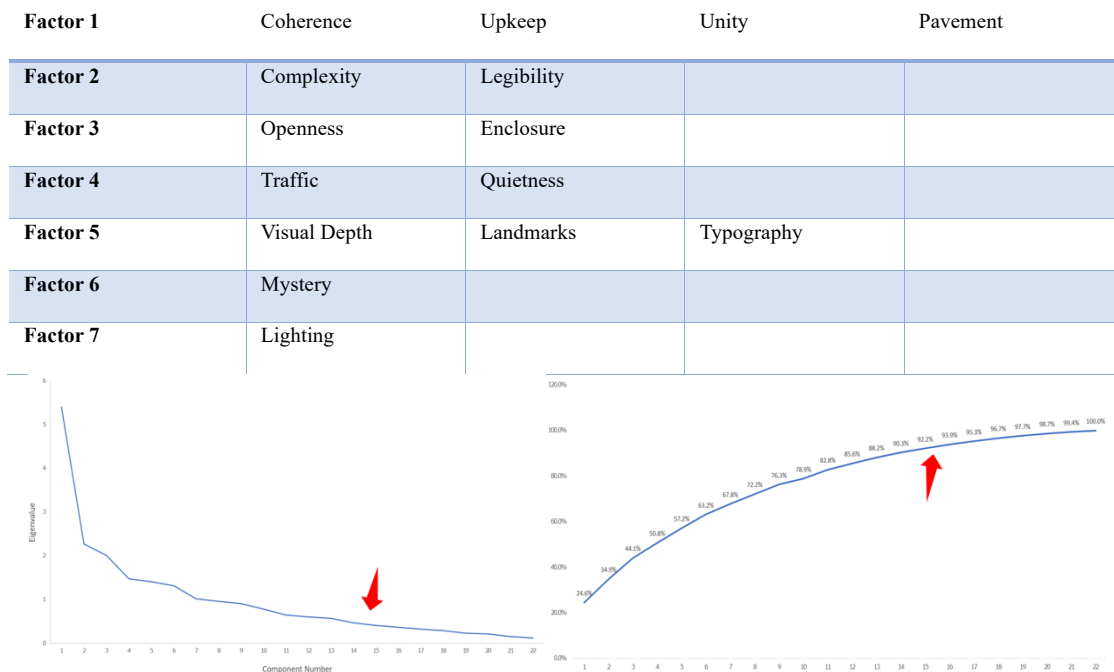 Factor 1 Coherence Upkeep Unity Pavement
Factor 2 Complexity Legibility
Factor 3 Openness Enclosure
Factor 4 Traffic Quietness
Factor 5 Visual Depth Landmarks Typography
Factor 6 Mystery
Factor 7 Lighting
6
5
4
3
2
1
0
Eigenvalue
1 2 3 4 5 6 7 8 9 10 11 12 13 14 15 16 17 18 19 20 21 22
Component Number
120.0%
100.0%
80.0%
60.0%
40.0%
20.0%
0.0%
24.6% 34.9% 44.1% 50.8% 57.2% 63.2% 67.8% 72.2% 76.3% 78.9% 82.8% 85.6% 88.2% 90.3% 92.2% 93.9% 95.3% 96.7% 97.7% 98.7% 99.4% 100.0%
1 2 3 4 5 6 7 8 9 10 11 12 13 14 15 16 17 18 19 20 21 22